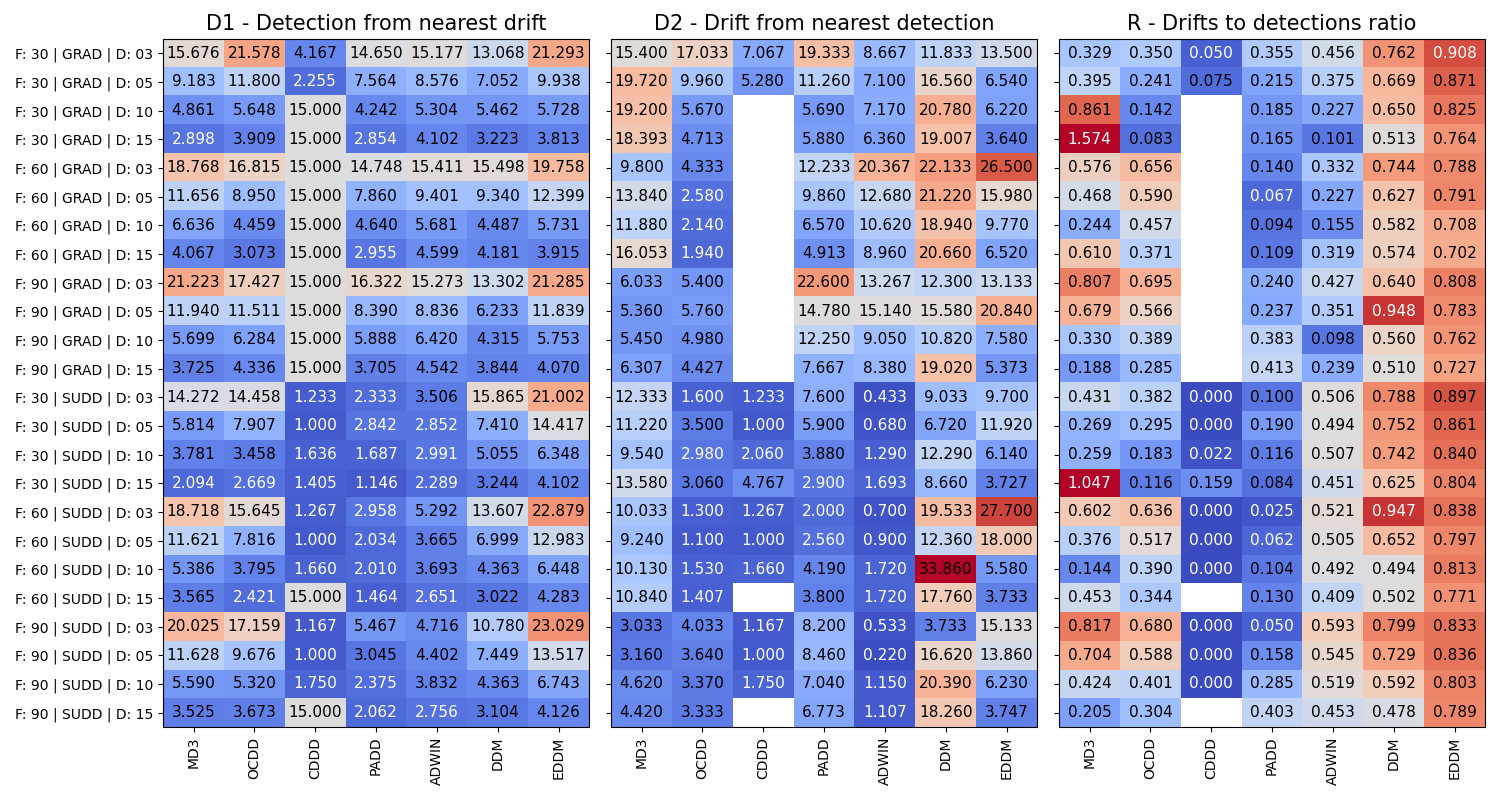 D1 - Detection from nearest drift D2 - Drift from nearest detection R - Drifts to detections ratio
F: 30 | GRAD | D: 03 15.676 21.578 4.167 14.650 15.177 13.068 21.293 15.400 17.033 7.067 19.333 8.667 11.833 13.500 0.329 0.350 0.050 0.355 0.456 0.762 0.908
F: 30 | GRAD | D: 05 9.183 11.800 2.255 7.564 8.576 7.052 9.938 19.720 9.960 5.280 11.260 7.100 16.560 6.540 0.395 0.241 0.075 0.215 0.375 0.669 0.871
F: 30 | GRAD | D: 10 4.861 5.648 15.000 4.242 5.304 5.462 5.728 19.200 5.670 5.690 7.170 20.780 6.220 0.861 0.142 0.185 0.227 0.650 0.825
F: 30 | GRAD | D: 15 2.898 3.909 15.000 2.854 4.102 3.223 3.813 18.393 4.713 5.880 6.360 19.007 3.640 1.574 0.083 0.165 0.101 0.513 0.764
F: 60 | GRAD | D: 03 18.768 16.815 15.000 14.748 15.411 15.498 19.758 9.800 4.333 12.233 20.367 22.133 26.500 0.576 0.656 0.140 0.332 0.744 0.788
F: 60 | GRAD | D: 05 11.656 8.950 15.000 7.860 9.401 9.340 12.399 13.840 2.580 9.860 12.680 21.220 15.980 0.468 0.590 0.067 0.227 0.627 0.791
F: 60 | GRAD | D: 10 6.636 4.459 15.000 4.640 5.681 4.487 5.731 11.880 2.140 6.570 10.620 18.940 9.770 0.244 0.457 0.094 0.155 0.582 0.708
F: 60 | GRAD | D: 15 4.067 3.073 15.000 2.955 4.599 4.181 3.915 16.053 1.940 4.913 8.960 20.660 6.520 0.610 0.371 0.109 0.319 0.574 0.702
F: 90 | GRAD | D: 03 21.223 17.427 15.000 16.322 15.273 13.302 21.285 6.033 5.400 22.600 13.267 12.300 13.133 0.807 0.695 0.240 0.427 0.640 0.808
F: 90 | GRAD | D: 05 11.940 11.511 15.000 8.390 8.836 6.233 11.839 5.360 5.760 14.780 15.140 15.580 20.840 0.679 0.566 0.237 0.351 0.948 0.783
F: 90 | GRAD | D: 10 5.699 6.284 15.000 5.888 6.420 4.315 5.753 5.450 4.980 12.250 9.050 10.820 7.580 0.330 0.389 0.383 0.098 0.560 0.762
F: 90 | GRAD | D: 15 3.725 4.336 15.000 3.705 4.542 3.844 4.070 6.307 4.427 7.667 8.380 19.020 5.373 0.188 0.285 0.413 0.239 0.510 0.727
F: 30 | SUDD | D: 03 14.272 14.458 1.233 2.333 3.506 15.865 21.002 12.333 1.600 1.233 7.600 0.433 9.033 9.700 0.431 0.382 0.000 0.100 0.506 0.788 0.897
F: 30 | SUDD | D: 05 5.814 7.907 1.000 2.842 2.852 7.410 14.417 11.220 3.500 1.000 5.900 0.680 6.720 11.920 0.269 0.295 0.000 0.190 0.494 0.752 0.861
F: 30 | SUDD | D: 10 3.781 3.458 1.636 1.687 2.991 5.055 6.348 9.540 2.980 2.060 3.880 1.290 12.290 6.140 0.259 0.183 0.022 0.116 0.507 0.742 0.840
F: 30 | SUDD | D: 15 2.094 2.669 1.405 1.146 2.289 3.244 4.102 13.580 3.060 4.767 2.900 1.693 8.660 3.727 1.047 0.116 0.159 0.084 0.451 0.625 0.804
F: 60 | SUDD | D: 03 18.718 15.645 1.267 2.958 5.292 13.607 22.879 10.033 1.300 1.267 2.000 0.700 19.533 27.700 0.602 0.636 0.000 0.025 0.521 0.947 0.838
F: 60 | SUDD | D: 05 11.621 7.816 1.000 2.034 3.665 6.999 12.983 9.240 1.100 1.000 2.560 0.900 12.360 18.000 0.376 0.517 0.000 0.062 0.505 0.652 0.797
F: 60 | SUDD | D: 10 5.386 3.795 1.660 2.010 3.693 4.363 6.448 10.130 1.530 1.660 4.190 1.720 33.860 5.580 0.144 0.390 0.000 0.104 0.492 0.494 0.813
F: 60 | SUDD | D: 15 3.565 2.421 15.000 1.464 2.651 3.022 4.283 10.840 1.407 3.800 1.720 17.760 3.733 0.453 0.344 0.130 0.409 0.502 0.771
F: 90 | SUDD | D: 03 20.025 17.159 1.167 5.467 4.716 10.780 23.029 3.033 4.033 1.167 8.200 0.533 3.733 15.133 0.817 0.680 0.000 0.050 0.593 0.799 0.833
F: 90 | SUDD | D: 05 11.628 9.676 1.000 3.045 4.402 7.449 13.517 3.160 3.640 1.000 8.460 0.220 16.620 13.860 0.704 0.588 0.000 0.158 0.545 0.729 0.836
F: 90 | SUDD | D: 10 5.590 5.320 1.750 2.375 3.832 4.363 6.743 4.620 3.370 1.750 7.040 1.150 20.390 6.230 0.424 0.401 0.000 0.285 0.519 0.592 0.803
F: 90 | SUDD | D: 15 3.525 3.673 15.000 2.062 2.756 3.104 4.126 4.420 3.333 6.773 1.107 18.260 3.747 0.205 0.304 0.403 0.453 0.478 0.789
MD3 OCDD CDDD PADD ADWIN DDM EDDM MD3 OCDD CDDD PADD ADWIN DDM EDDM MD3 OCDD CDDD PADD ADWIN DDM EDDM